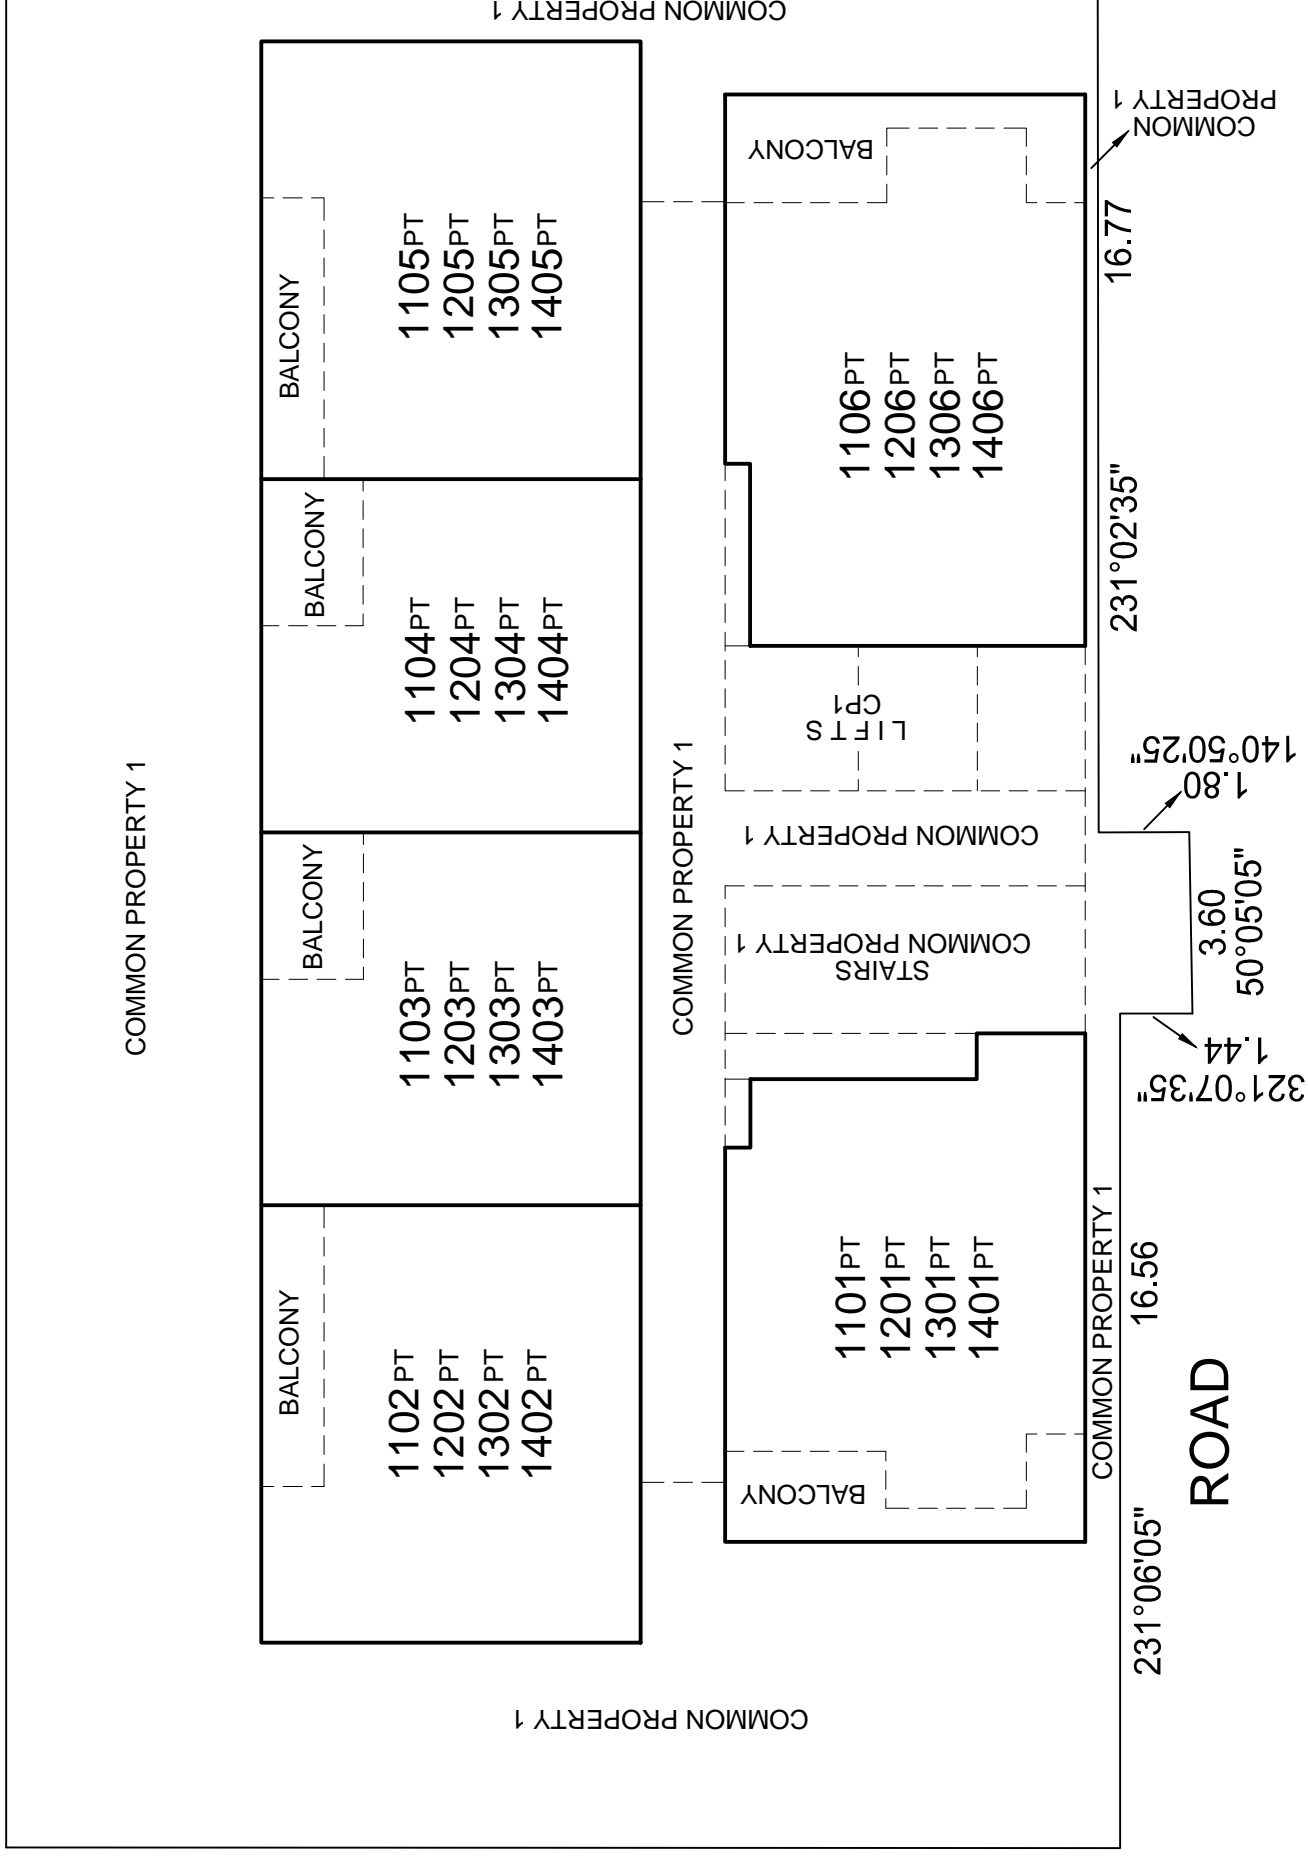 COMMON PROPERTY 1
COMMON PROPERTY 1
BALCONY
1102PT
1202PT
1302PT
1402PT
BALCONY
1103PT
1203PT
1303PT
1403PT
BALCONY
1104PT
1204PT
1304PT
1404PT
BALCONY
1105PT
1205PT
1305PT
1405PT
COMMON PROPERTY 1
COMMON PROPERTY 1
BALCONY
1101PT
1201PT
1301PT
1401PT
STAIRS
COMMON PROPERTY 1
COMMON PROPERTY 1
LIFTS
CP1
1106PT
1206PT
1306PT
1406PT
BALCONY
COMMON
PROPERTY 1
COMMON PROPERTY 1
231°06'05"
16.56
321°07'35"
1.44
3.60
50°05'05"
1.80
140°50'25"
231°02'35"
16.77
ROAD